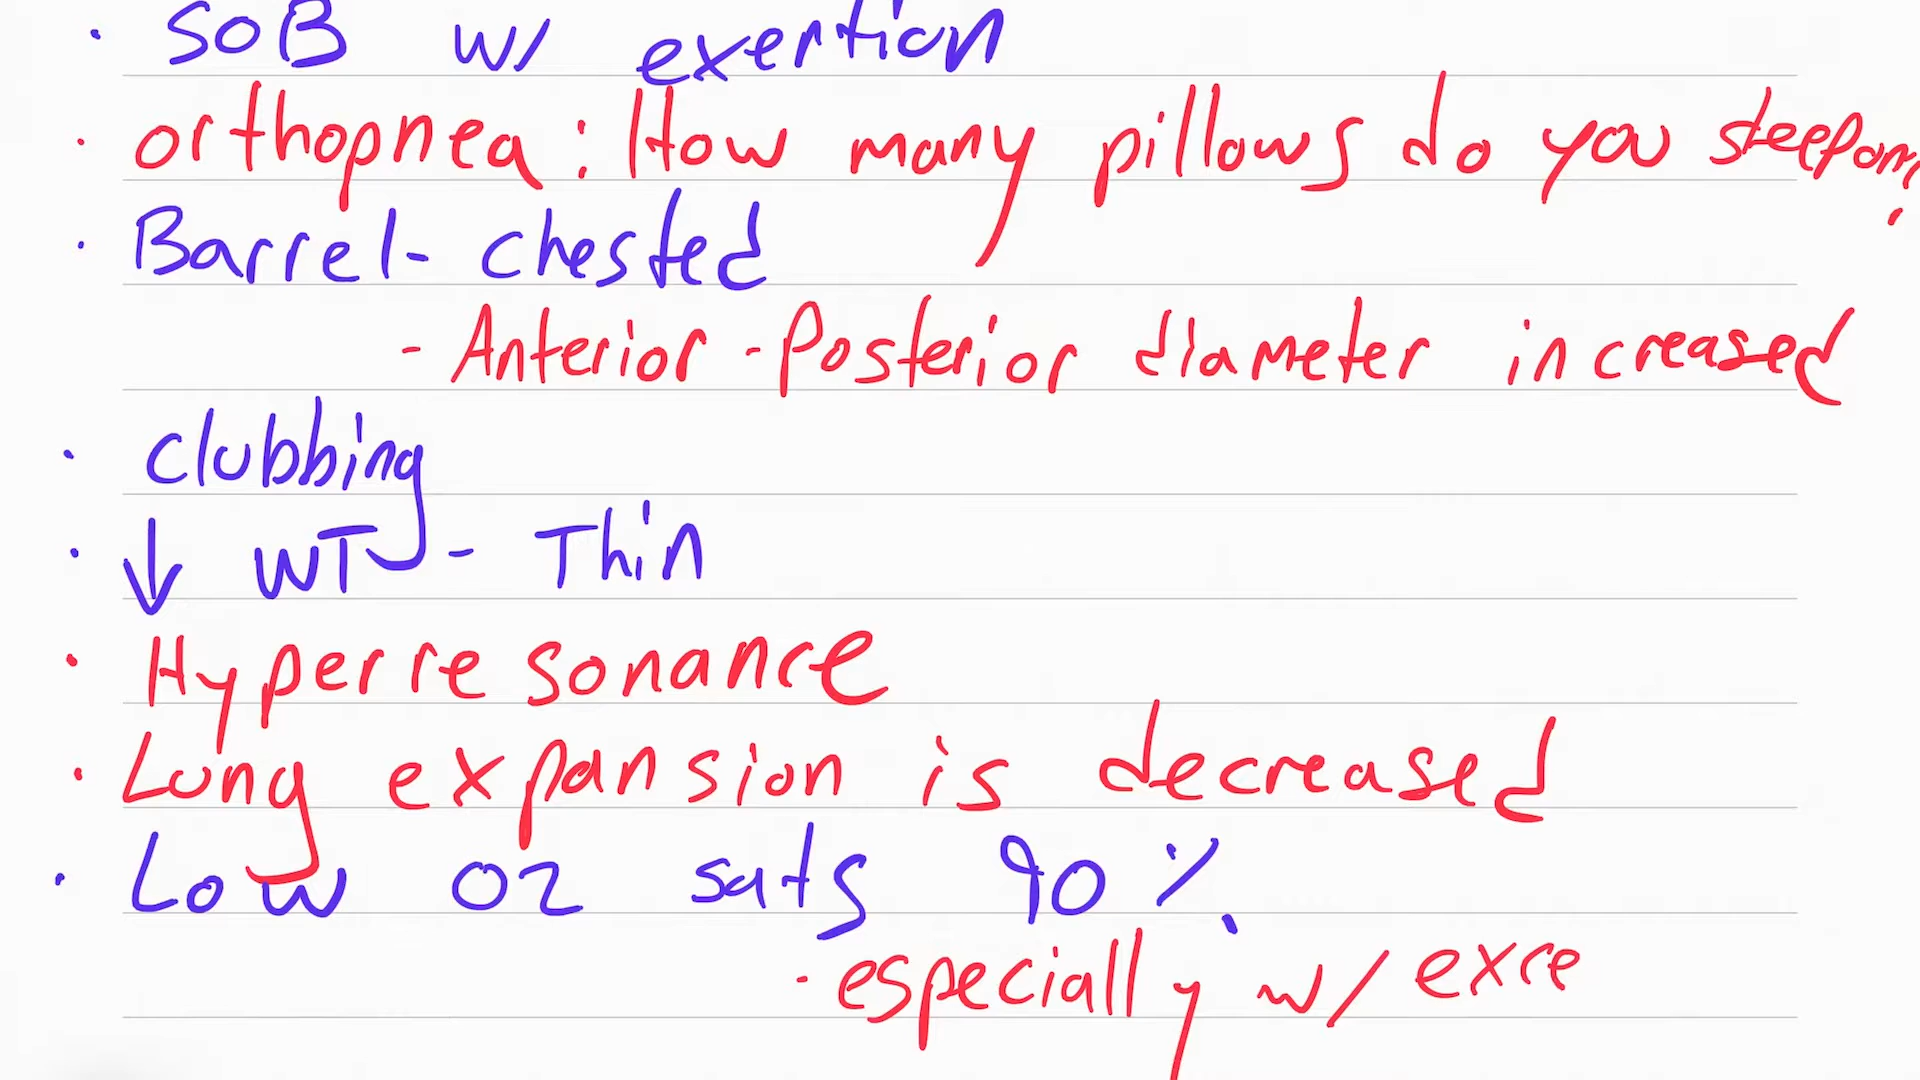 · SOB w/ exertion
· orthopnea: How many pillows do you sleep on?
· Barrel-chested
- Anterior-Posterior diameter increased
· clubbing
· ↓ WT - Thin
· Hyperresonance
· Lung expansion is decreased
· Low O2 sats 90%
· especially w/ exce